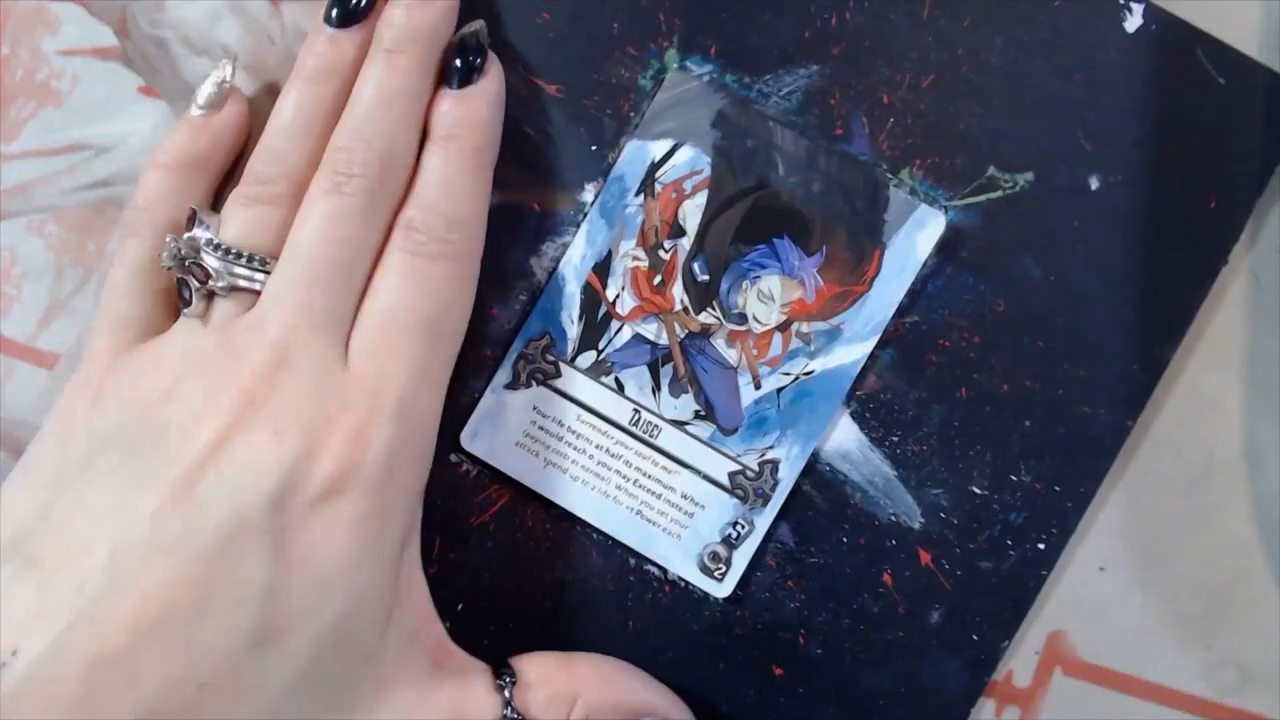 TAISEI
"Surrender your soul to me"
Your life begins at half its maximum. When
it would reach 0, you may Exceed instead
(paying costs as normal). When you set your
attack, spend up to 2 life for +1 Power each
S
2